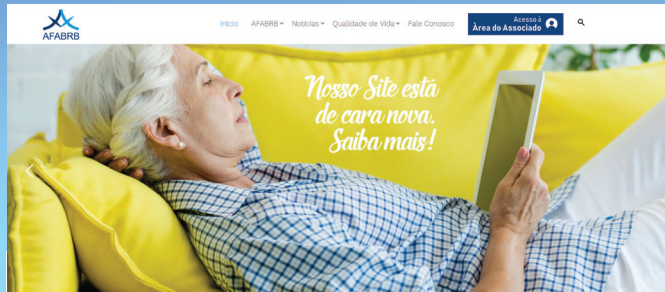 AFABRB
Início AFABRB Notícias Qualidade de Vida Fale Conosco
Acesso à
Área do Associado
Nosso Site está
de cara nova.
Saiba mais!